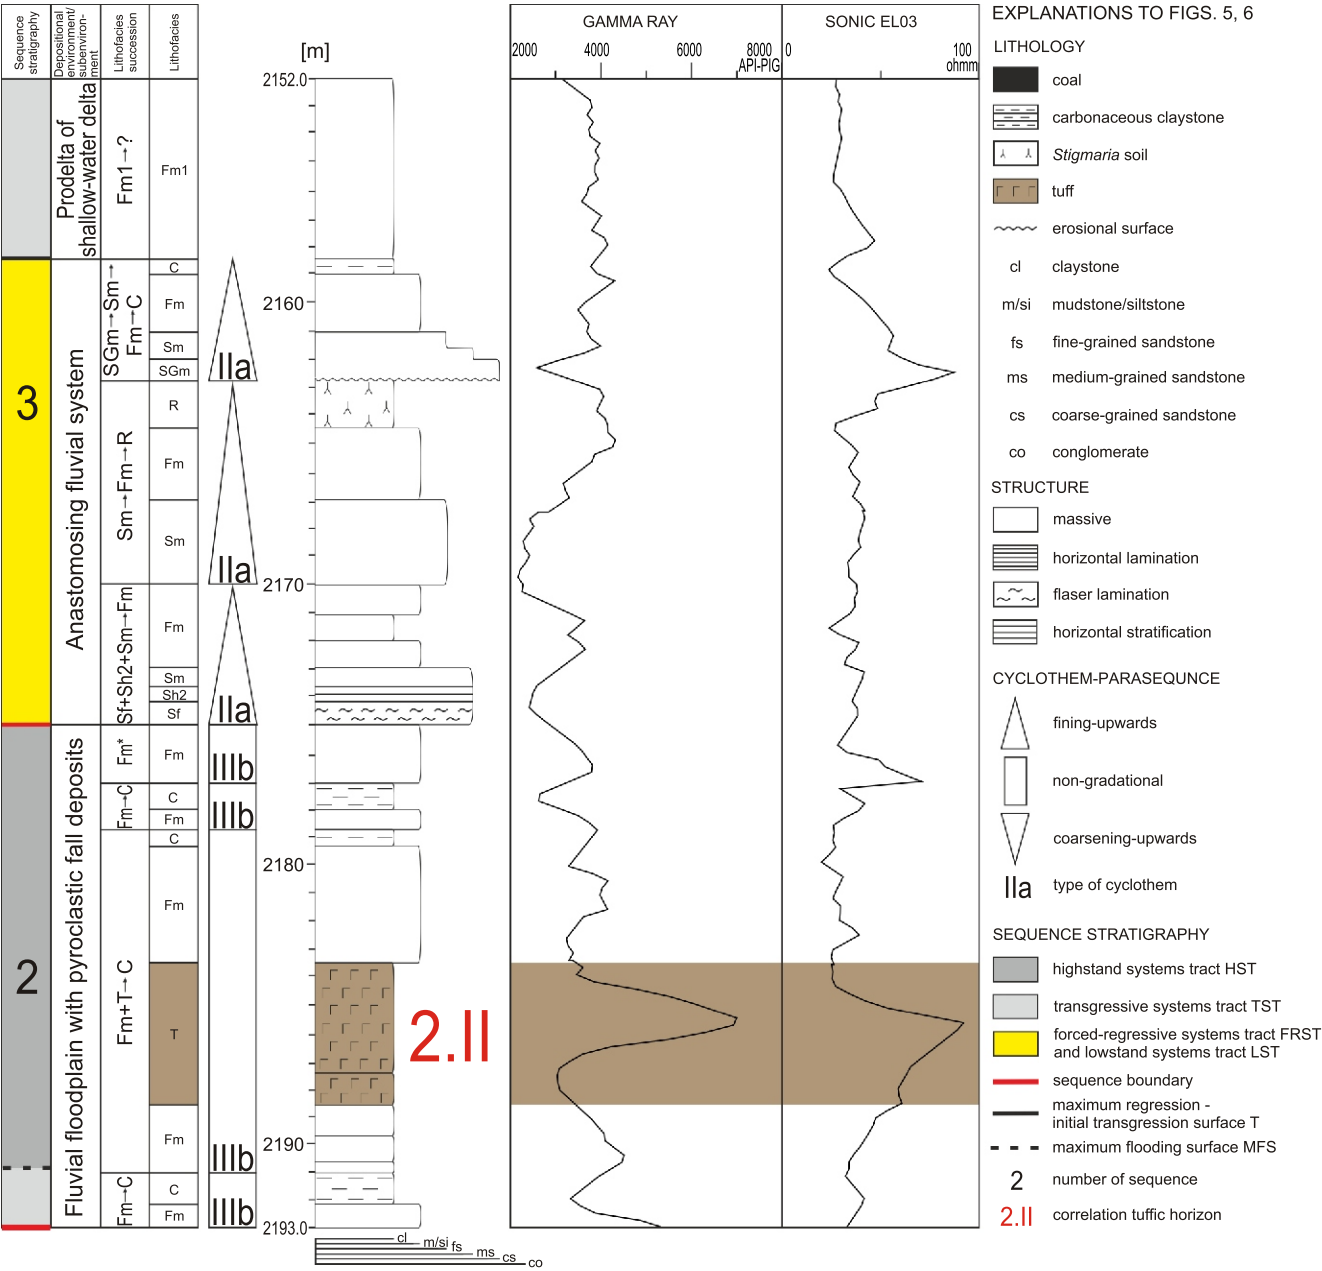 Sequence
stratigraphy
Depositional
environment/
subenviron-
ment
Lithofacies
succession
Lithofacies
[m]
GAMMA RAY
2000
4000
6000
8000
API-PIG
SONIC EL03
0
100
ohmm
2152.0
2160
2170
2180
2190
2193.0
3
2
Prodelta of
shallow-water delta
Anastomosing fluvial system
Fluvial floodplain with pyroclastic fall deposits
Fm1→?
SGm→Sm→
Fm→C
Sm→Fm→R
Sf+Sh2+Sm→Fm
Fm*
Fm→C
Fm+T→C
Fm→C
Fm1
C
Fm
Sm
SGm
R
Fm
Sm
Fm
Sm
Sh2
Sf
Fm
C
Fm
C
Fm
T
Fm
C
Fm
IIa
IIa
IIa
IIIb
IIIb
IIIb
IIIb
2.II
cl
m/si
fs
ms
cs
co
EXPLANATIONS TO FIGS. 5, 6
LITHOLOGY
coal
carbonaceous claystone
Stigmaria soil
tuff
erosional surface
cl claystone
m/si mudstone/siltstone
fs fine-grained sandstone
ms medium-grained sandstone
cs coarse-grained sandstone
co conglomerate
STRUCTURE
massive
horizontal lamination
flaser lamination
horizontal stratification
CYCLOTHEM-PARASEQUNCE
fining-upwards
non-gradational
coarsening-upwards
IIa type of cyclothem
SEQUENCE STRATIGRAPHY
highstand systems tract HST
transgressive systems tract TST
forced-regressive systems tract FRST
and lowstand systems tract LST
sequence boundary
maximum regression -
initial transgression surface T
maximum flooding surface MFS
2 number of sequence
2.II correlation tuffic horizon